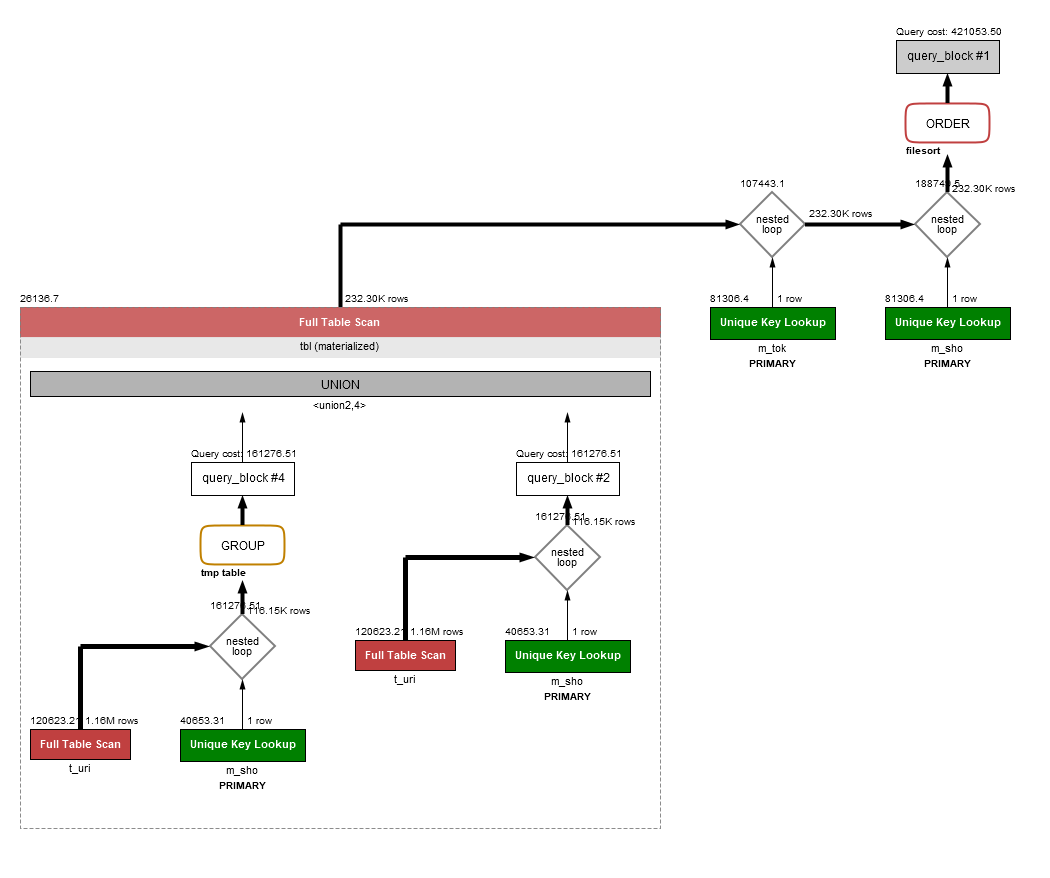 Query cost: 421053.50
query_block #1
ORDER
filesort
107443.1
232.30K rows
nested
loop
232.30K rows
nested
loop
26136.7
232.30K rows
81306.4
1 row
81306.4
1 row
Full Table Scan
Unique Key Lookup
Unique Key Lookup
tbl (materialized)
m_tok
m_sho
PRIMARY
PRIMARY
UNION
<union2,4>
Query cost: 161276.51
Query cost: 161276.51
query_block #4
query_block #2
161276.51
116.15K rows
GROUP
nested
loop
tmp table
161276.51
116.15K rows
nested
loop
120623.21
1.16M rows
40653.31
1 row
Full Table Scan
Unique Key Lookup
t_uri
m_sho
PRIMARY
120623.21
1.16M rows
40653.31
1 row
Full Table Scan
Unique Key Lookup
t_uri
m_sho
PRIMARY